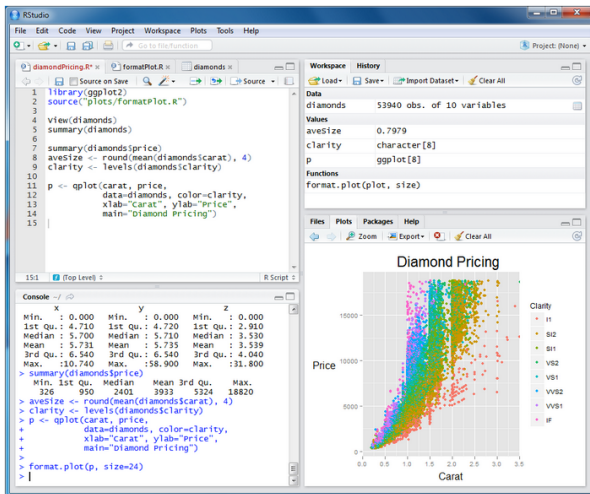 RStudio
File Edit View Project Workspace Plots Tools Help
Go to file/function
Project: (None)
diamondPricing.R* formatPlot.R diamonds
Source on Save Source
1 library(ggplot2)
2 source("plots/formatPlot.R")
3
4 View(diamonds)
5 summary(diamonds)
6
7 summary(diamonds$price)
8 aveSize <- round(mean(diamonds$carat), 4)
9 clarity <- levels(diamonds$clarity)
10
11 p <- qplot(carat, price,
12 data=diamonds, color=clarity,
13 xlab="Carat", ylab="Price",
14 main="Diamond Pricing")
15
15:1 (Top Level) R Script
Console ~/
x y z
Min. : 0.000 Min. : 0.000 Min. : 0.000
1st Qu.: 4.710 1st Qu.: 4.720 1st Qu.: 2.910
Median : 5.700 Median : 5.710 Median : 3.530
Mean : 5.731 Mean : 5.735 Mean : 3.539
3rd Qu.: 6.540 3rd Qu.: 6.540 3rd Qu.: 4.040
Max. :10.740 Max. :58.900 Max. :31.800
> summary(diamonds$price)
Min. 1st Qu. Median Mean 3rd Qu. Max.
326 950 2401 3933 5324 18820
> aveSize <- round(mean(diamonds$carat), 4)
> clarity <- levels(diamonds$clarity)
> p <- qplot(carat, price,
+ data=diamonds, color=clarity,
+ xlab="Carat", ylab="Price",
+ main="Diamond Pricing")
>
> format.plot(p, size=24)
>
Workspace History
Load Save Import Dataset Clear All
Data
diamonds 53940 obs. of 10 variables
Values
aveSize 0.7979
clarity character[8]
p ggplot[8]
Functions
format.plot(plot, size)
Files Plots Packages Help
Zoom Export Clear All
Diamond Pricing
Price
15000
10000
5000
0
0.0 0.5 1.0 1.5 2.0 2.5 3.0 3.5
Carat
Clarity
I1
SI2
SI1
VS2
VS1
VVS2
VVS1
IF